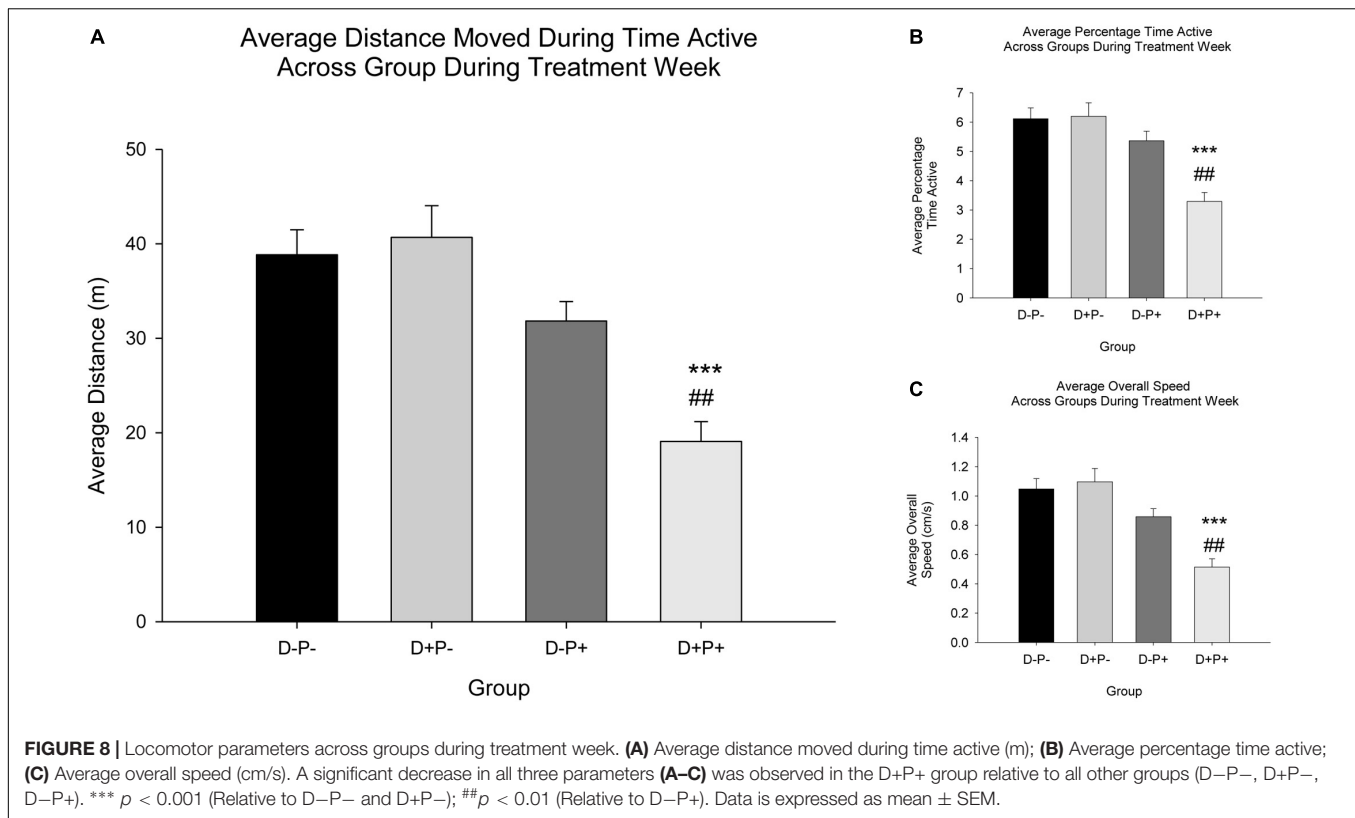 A
Average Distance Moved During Time Active
Across Group During Treatment Week
Average Distance (m)
50
40
30
20
10
0
***
##
D-P-
D+P-
D-P+
D+P+
Group
B
Average Percentage Time Active
Across Groups During Treatment Week
Average Percentage
Time Active
7
6
5
4
3
2
1
0
***
##
D-P-
D+P-
D-P+
D+P+
Group
C
Average Overall Speed
Across Groups During Treatment Week
Average Overall
Speed (cm/s)
1.4
1.2
1.0
0.8
0.6
0.4
0.2
0.0
***
##
D-P-
D+P-
D-P+
D+P+
Group
FIGURE 8 | Locomotor parameters across groups during treatment week. (A) Average distance moved during time active (m); (B) Average percentage time active;
(C) Average overall speed (cm/s). A significant decrease in all three parameters (A–C) was observed in the D+P+ group relative to all other groups (D−P−, D+P−,
D−P+). *** p < 0.001 (Relative to D−P− and D+P−); ##p < 0.01 (Relative to D−P+). Data is expressed as mean ± SEM.